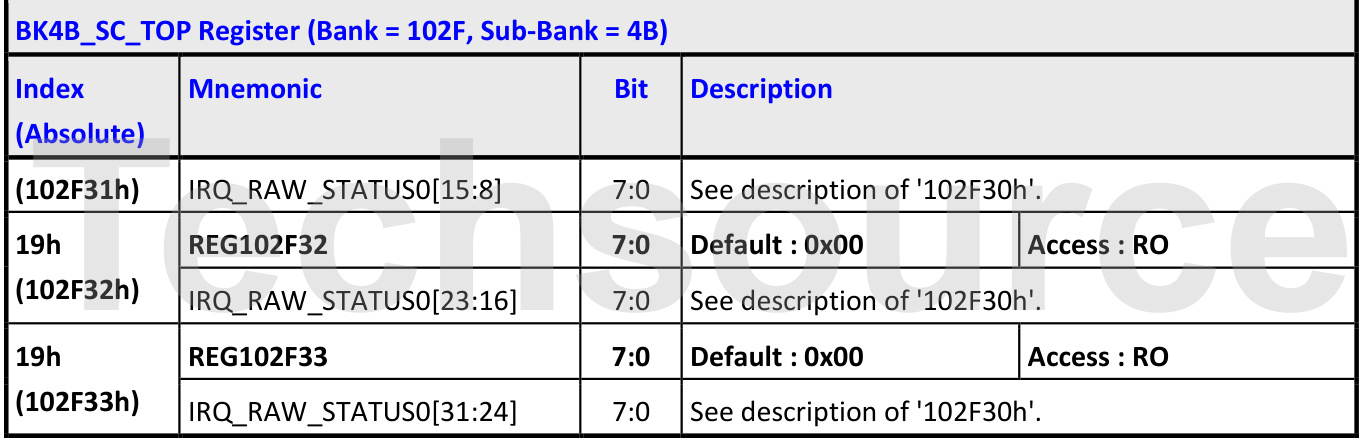 BK4B_SC_TOP Register (Bank = 102F, Sub-Bank = 4B)
Index Mnemonic Bit Description
(Absolute)
(102F31h) IRQ_RAW_STATUS0[15:8] 7:0 See description of '102F30h'.
19h REG102F32 7:0 Default : 0x00 Access : RO
(102F32h) IRQ_RAW_STATUS0[23:16] 7:0 See description of '102F30h'.
19h REG102F33 7:0 Default : 0x00 Access : RO
(102F33h) IRQ_RAW_STATUS0[31:24] 7:0 See description of '102F30h'.
Techsource